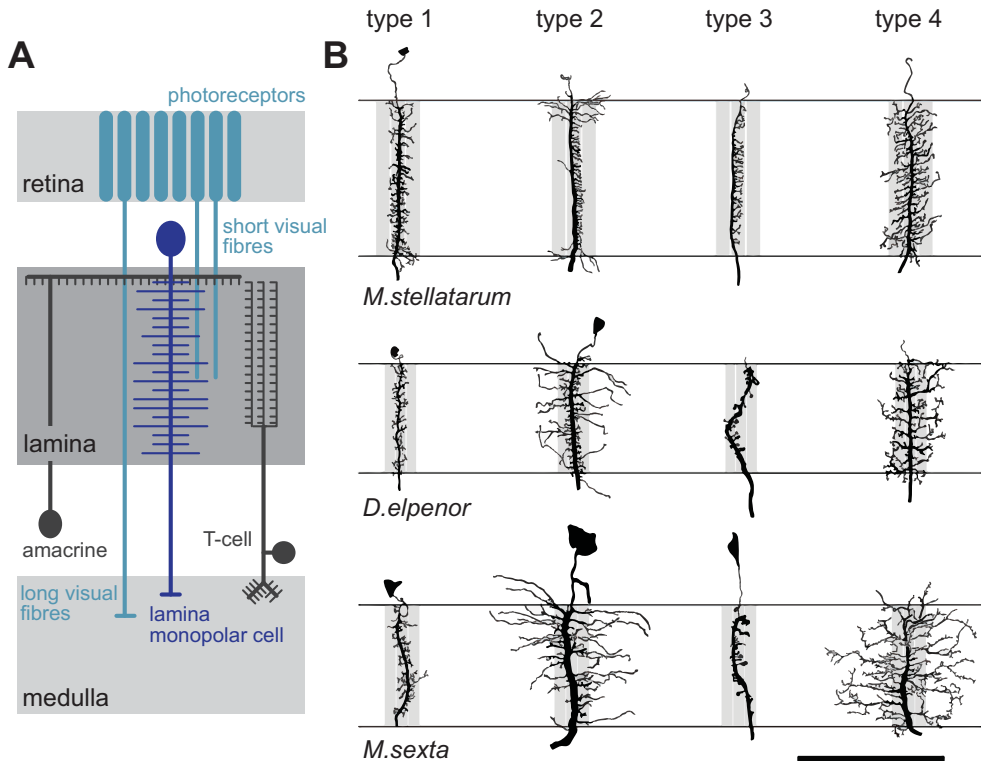 A
photoreceptors
retina
short visual
fibres
lamina
amacrine
T-cell
long visual
fibres
lamina
monopolar cell
medulla
B
type 1 type 2 type 3 type 4
M.stellatarum
D.elpenor
M.sexta